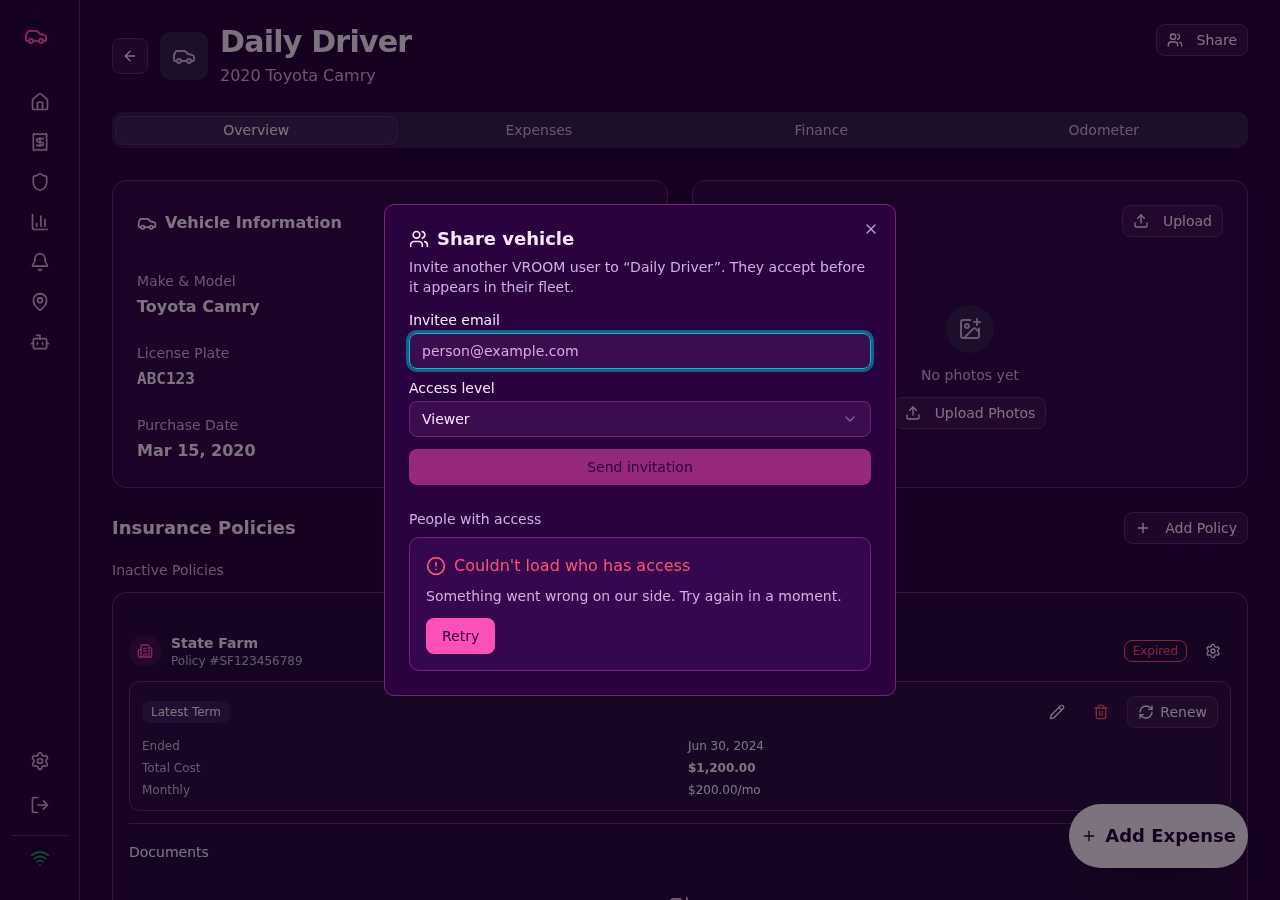 Daily Driver
2020 Toyota Camry
Share
Overview
Expenses
Finance
Odometer
Vehicle Information
Upload
Make & Model
Toyota Camry
License Plate
ABC123
Purchase Date
Mar 15, 2020
No photos yet
Upload Photos
Share vehicle
Invite another VROOM user to “Daily Driver”. They accept before
it appears in their fleet.
Invitee email
person@example.com
Access level
Viewer
Send invitation
People with access
Couldn't load who has access
Something went wrong on our side. Try again in a moment.
Retry
Insurance Policies
Add Policy
Inactive Policies
State Farm
Policy #SF123456789
Expired
Latest Term
Renew
Ended
Jun 30, 2024
Total Cost
$1,200.00
Monthly
$200.00/mo
Add Expense
Documents